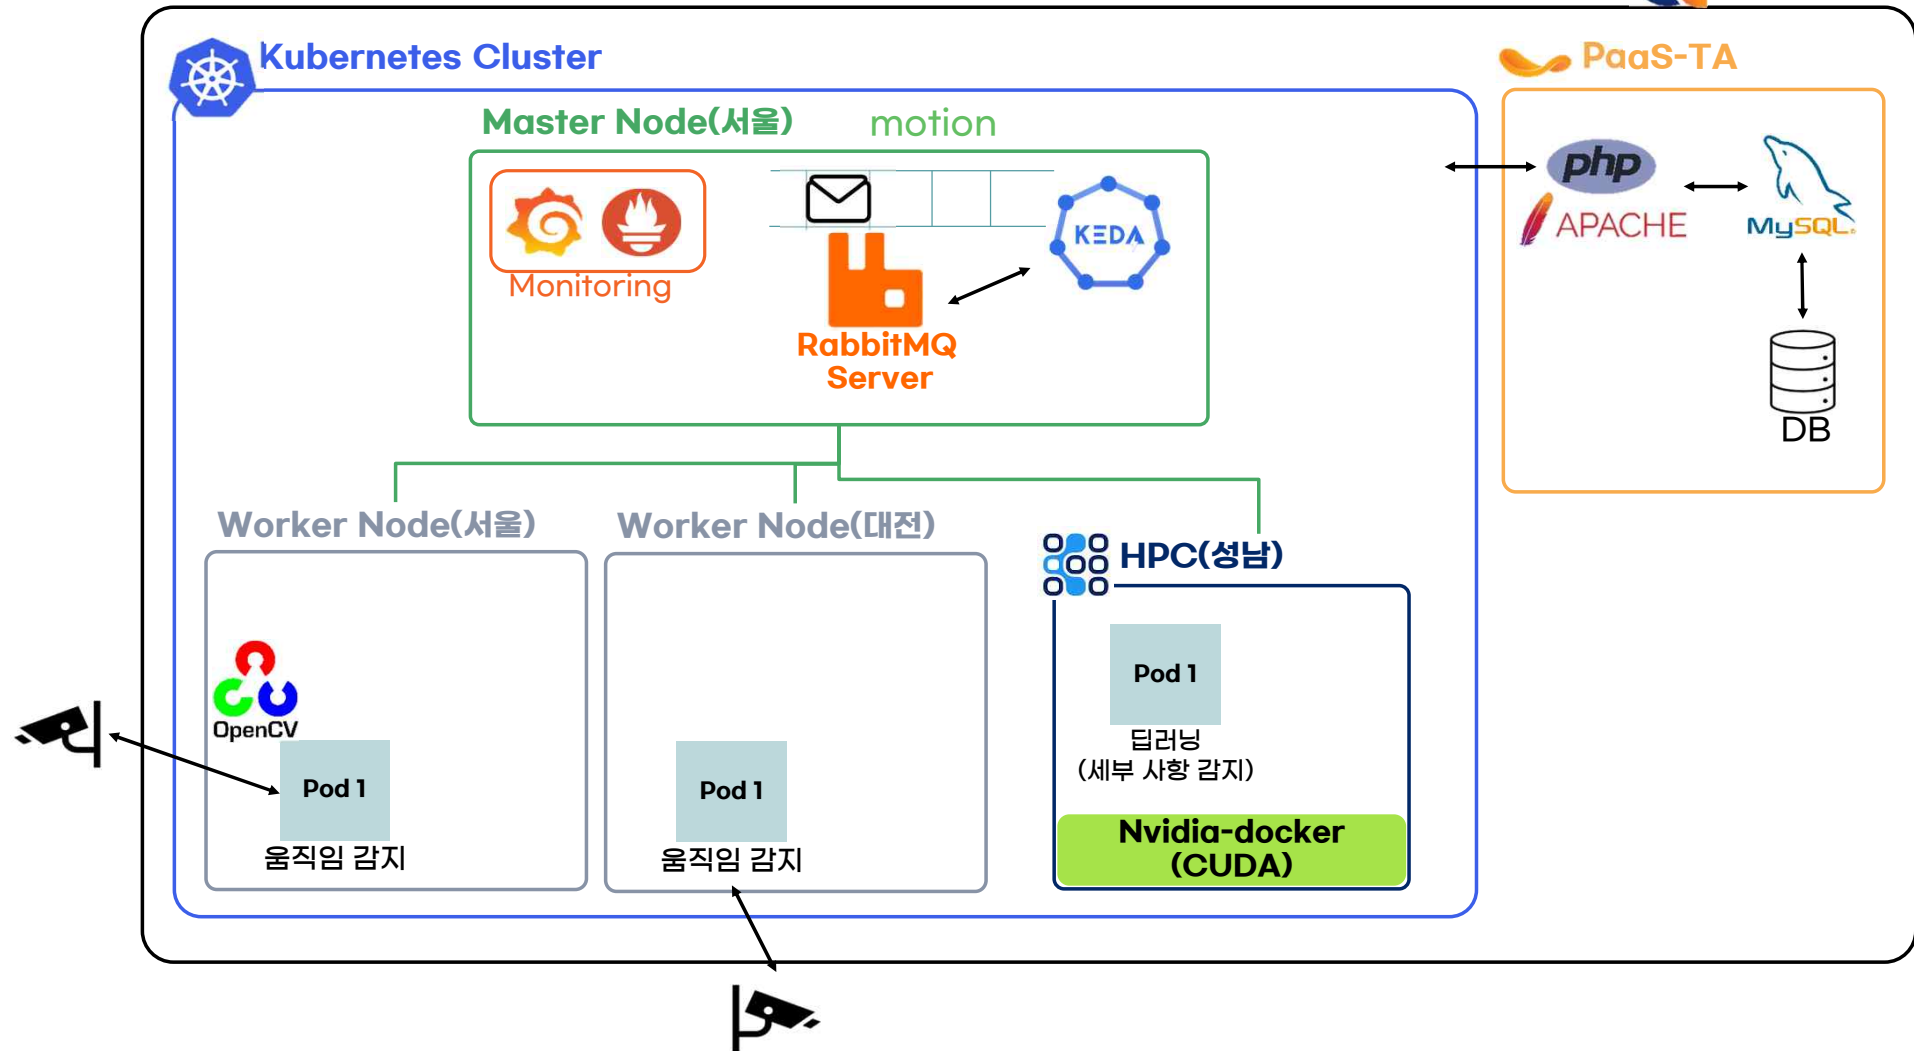 Kubernetes Cluster
PaaS-TA
Master Node(서울)
motion
php
APACHE
MySQL
KEDA
Monitoring
RabbitMQ
Server
DB
Worker Node(서울)
Worker Node(대전)
HPC(성남)
OpenCV
Pod 1
움직임 감지
Pod 1
움직임 감지
Pod 1
딥러닝
(세부 사항 감지)
Nvidia-docker
(CUDA)